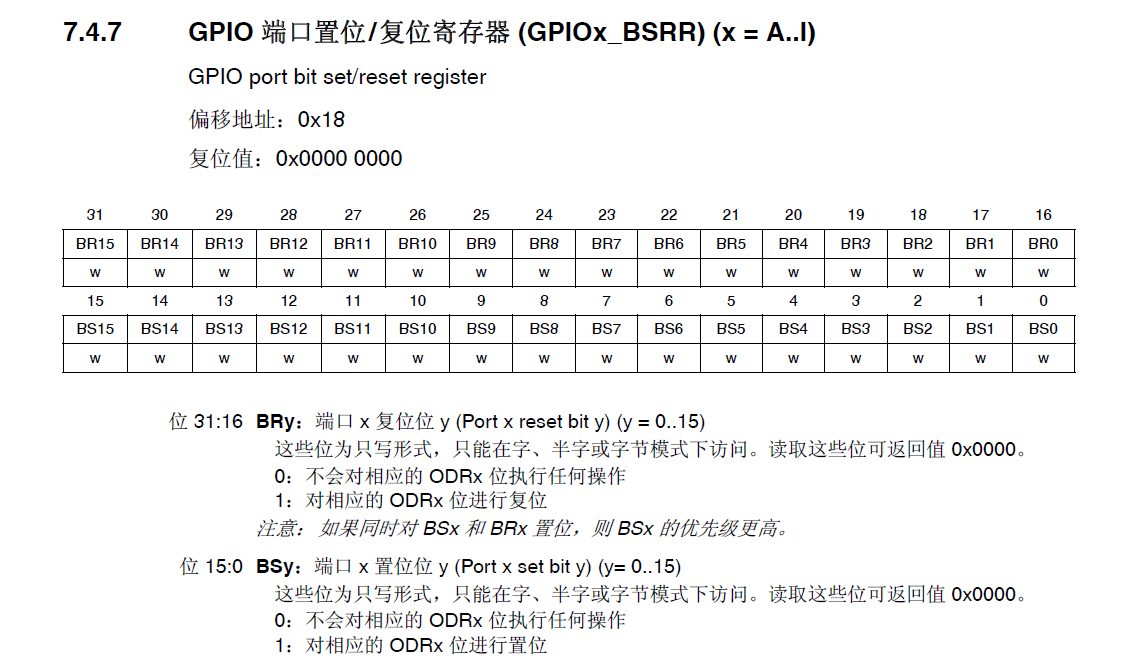 7.4.7 GPIO 端口置位/复位寄存器 (GPIOx_BSRR) (x = A..I)
GPIO port bit set/reset register
偏移地址：0x18
复位值：0x0000 0000
31 30 29 28 27 26 25 24 23 22 21 20 19 18 17 16
BR15 BR14 BR13 BR12 BR11 BR10 BR9 BR8 BR7 BR6 BR5 BR4 BR3 BR2 BR1 BR0
w w w w w w w w w w w w w w w w
15 14 13 12 11 10 9 8 7 6 5 4 3 2 1 0
BS15 BS14 BS13 BS12 BS11 BS10 BS9 BS8 BS7 BS6 BS5 BS4 BS3 BS2 BS1 BS0
w w w w w w w w w w w w w w w w
位 31:16 BRy：端口 x 复位位 y (Port x reset bit y) (y = 0..15)
这些位为只写形式，只能在字、半字或字节模式下访问。读取这些位可返回值 0x0000。
0：不会对相应的 ODRx 位执行任何操作
1：对相应的 ODRx 位进行复位
注意： 如果同时对 BSx 和 BRx 置位，则 BSx 的优先级更高。
位 15:0 BSy：端口 x 置位位 y (Port x set bit y) (y= 0..15)
这些位为只写形式，只能在字、半字或字节模式下访问。读取这些位可返回值 0x0000。
0：不会对相应的 ODRx 位执行任何操作
1：对相应的 ODRx 位进行置位